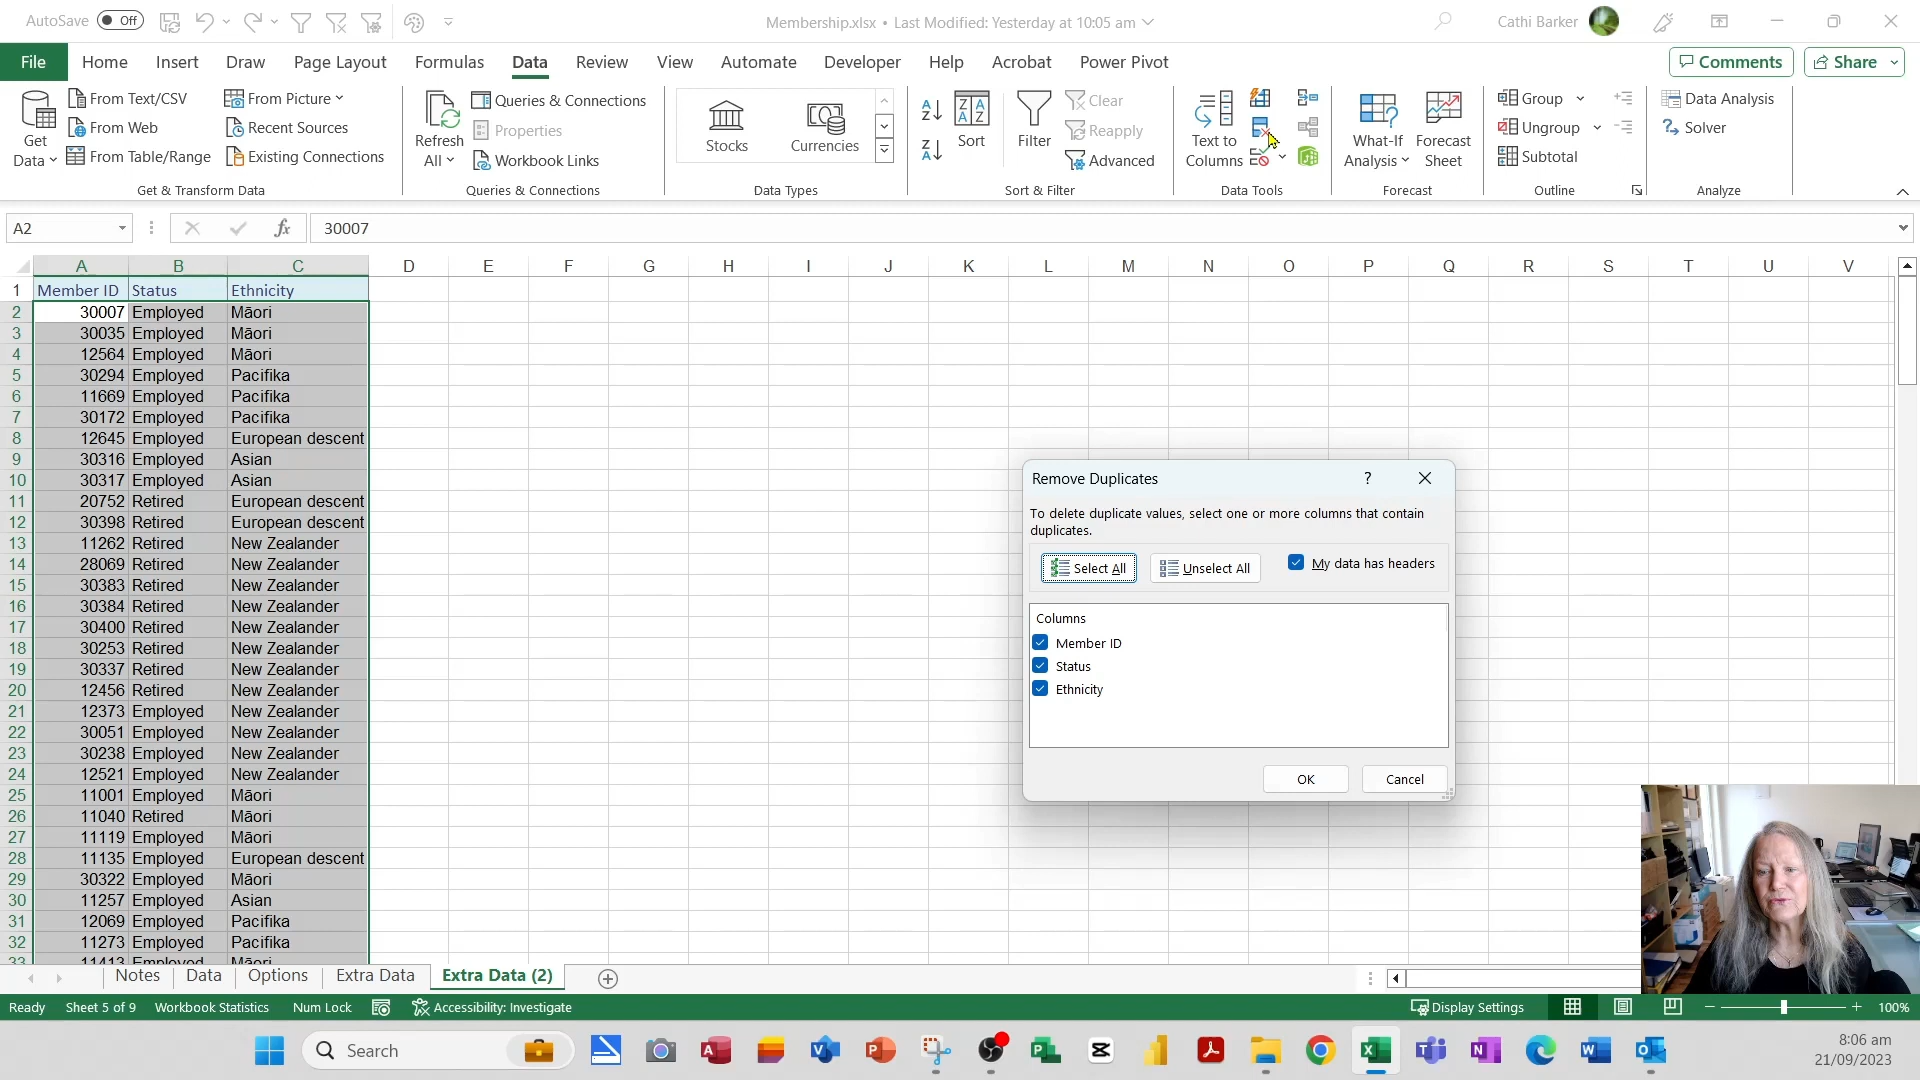 AutoSave Off
Membership.xlsx • Last Modified: Yesterday at 10:05 am
Cathi Barker
File Home Insert Draw Page Layout Formulas Data Review View Automate Developer Help Acrobat Power Pivot
Comments Share
Get Data
From Text/CSV
From Web
From Table/Range
From Picture
Recent Sources
Existing Connections
Get & Transform Data
Refresh All
Queries & Connections
Properties
Workbook Links
Queries & Connections
Stocks
Currencies
Data Types
Sort
Filter
Clear
Reapply
Advanced
Sort & Filter
Text to Columns
Data Tools
What-If Analysis
Forecast Sheet
Forecast
Group
Ungroup
Subtotal
Outline
Data Analysis
Solver
Analyze
A2 fx 30007
A B C D E F G H I J K L M N O P Q R S T U V
1 Member ID Status Ethnicity
2 30007 Employed Māori
3 30035 Employed Māori
4 12564 Employed Māori
5 30294 Employed Pacifika
6 11669 Employed Pacifika
7 30172 Employed Pacifika
8 12645 Employed European descent
9 30316 Employed Asian
10 30317 Employed Asian
11 20752 Retired European descent
12 30398 Retired European descent
13 11262 Retired New Zealander
14 28069 Retired New Zealander
15 30383 Retired New Zealander
16 30384 Retired New Zealander
17 30400 Retired New Zealander
18 30253 Retired New Zealander
19 30337 Retired New Zealander
20 12456 Retired New Zealander
21 12373 Employed New Zealander
22 30051 Employed New Zealander
23 30238 Employed New Zealander
24 12521 Employed New Zealander
25 11001 Employed Māori
26 11040 Retired Māori
27 11119 Employed Māori
28 11135 Employed European descent
29 30322 Employed Māori
30 11257 Employed Asian
31 12069 Employed Pacifika
32 11273 Employed Pacifika
33 11413 Employed Māori
Remove Duplicates ?
To delete duplicate values, select one or more columns that contain
duplicates.
Select All Unselect All My data has headers
Columns
Member ID
Status
Ethnicity
OK Cancel
Notes Data Options Extra Data Extra Data (2)
Ready Sheet 5 of 9 Workbook Statistics Num Lock Accessibility: Investigate Display Settings 100%
Search
8:06 am
21/09/2023